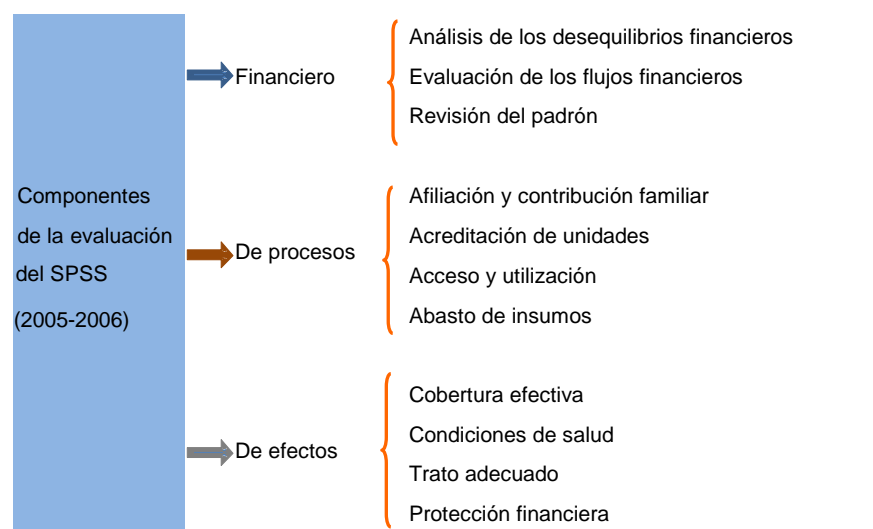 Componentes
de la evaluación
del SPSS
(2005-2006)
Financiero
Análisis de los desequilibrios financieros
Evaluación de los flujos financieros
Revisión del padrón
De procesos
Afiliación y contribución familiar
Acreditación de unidades
Acceso y utilización
Abasto de insumos
De efectos
Cobertura efectiva
Condiciones de salud
Trato adecuado
Protección financiera